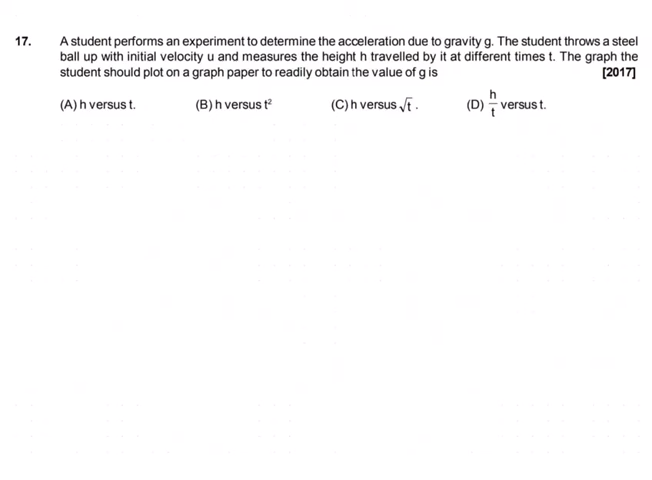 17. A student performs an experiment to determine the acceleration due to gravity g. The student throws a steel
ball up with initial velocity u and measures the height h travelled by it at different times t. The graph the
student should plot on a graph paper to readily obtain the value of g is [2017]
(A) h versus t. (B) h versus t² (C) h versus √t . (D) h/t versus t.